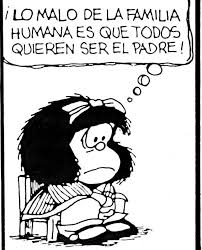 ¡LO MALO DE LA FAMILIA
HUMANA ES QUE TODOS
QUIEREN SER EL PADRE!